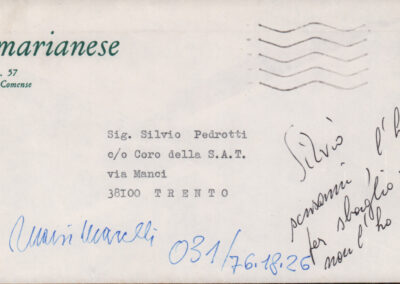 marianese
. 57
Comense
Sig. Silvio Pedrotti
c/o Coro della S.A.T.
via Manci
38100 T R E N T O
Silvio
scusami, l'h
per sbaglio
non l'ho
Marelli
031/76.18.26